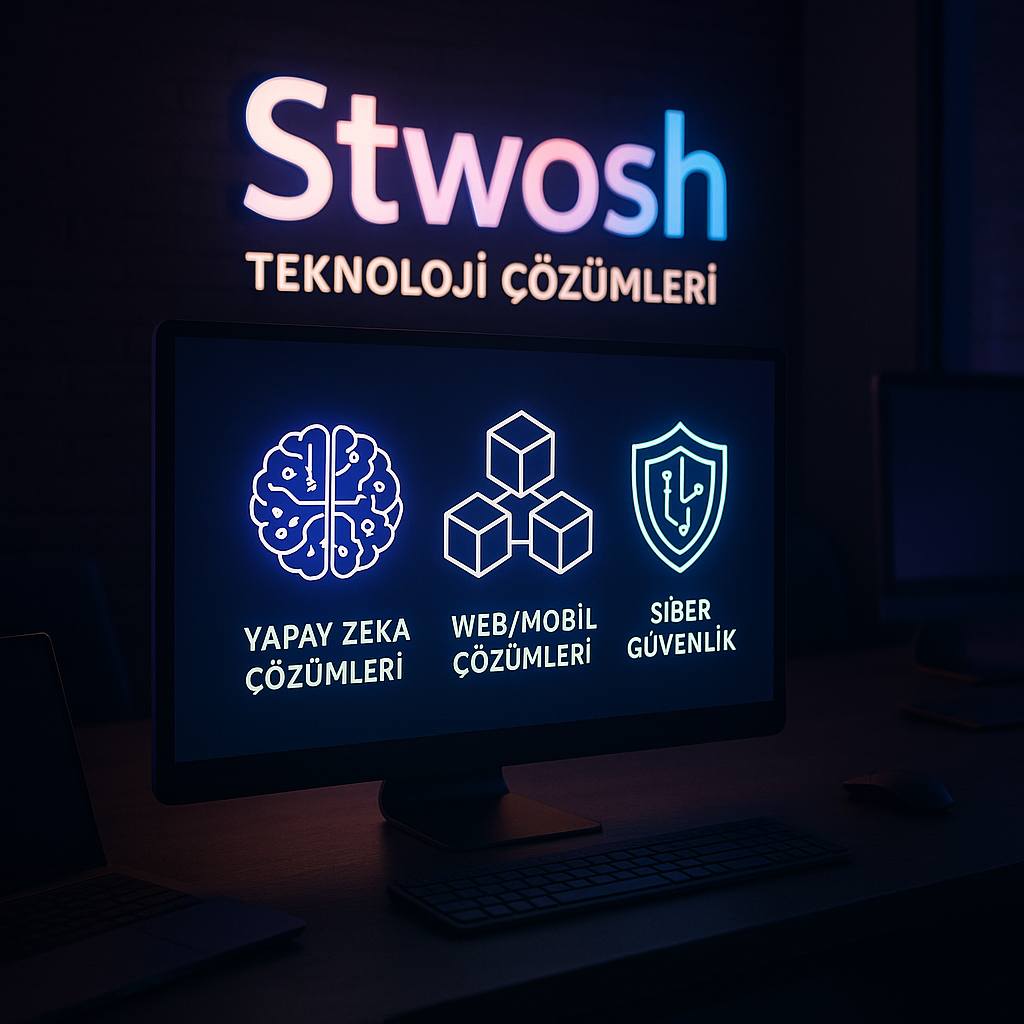 Stwosh
TEKNOLOJİ ÇÖZÜMLERİ
YAPAY ZEKA
ÇÖZÜMLERİ
WEB/MOBİL
ÇÖZÜMLERİ
SİBER
GÜVENLİK